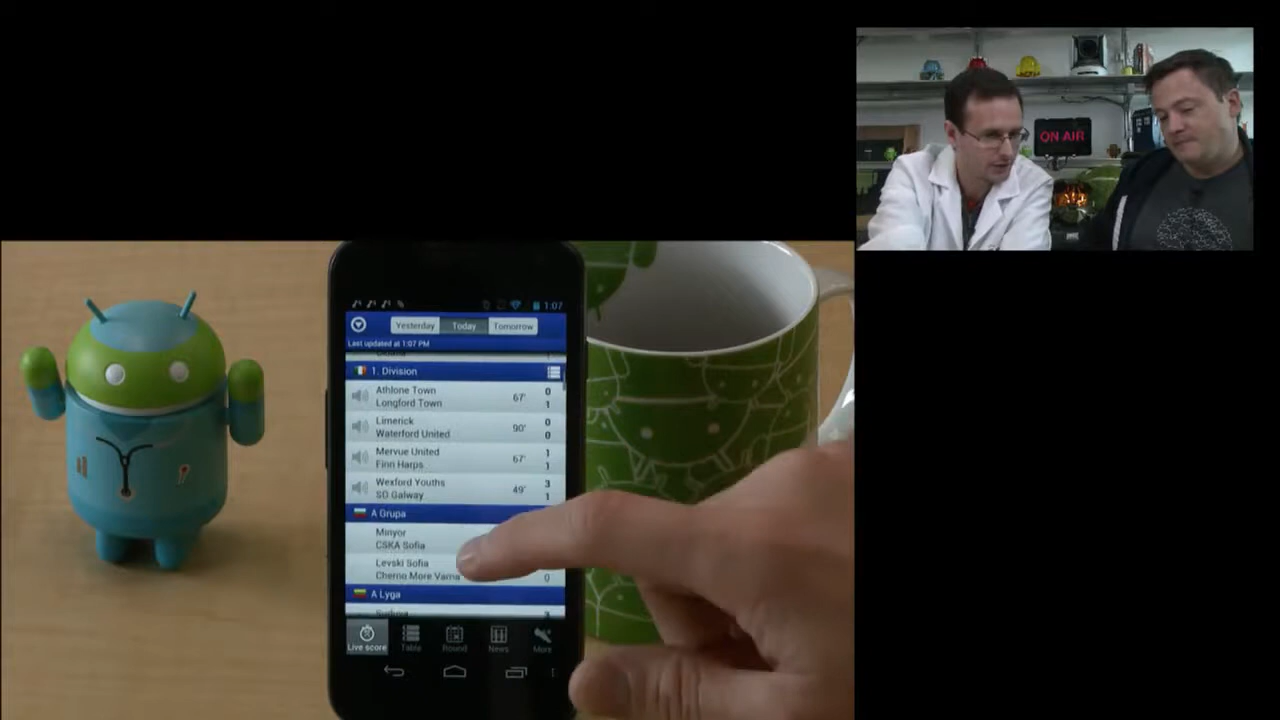 ON AIR
1:07
Yesterday Today Tomorrow
Last updated at 1:07 PM
1
1. Division
Athlone Town 0
67'
Longford Town 1
Limerick 0
90'
Waterford United 0
Mervue United 1
67'
Finn Harps 1
Wexford Youths 3
49'
SD Galway 1
A Grupa
Minyor
CSKA Sofia
Levski Sofia
Cherno More Varna 0
A Lyga
Live score Table Round News More